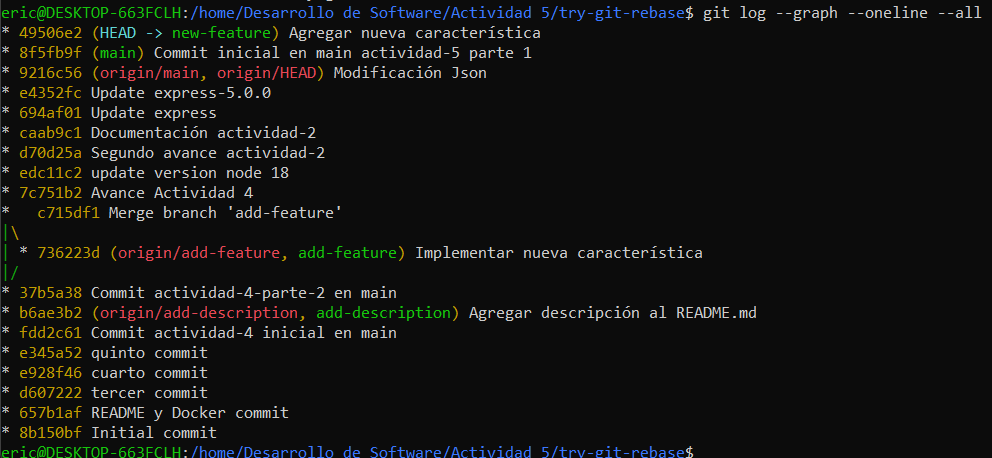 eric@DESKTOP-663FCLH:/home/Desarrollo de Software/Actividad 5/try-git-rebase$ git log --graph --oneline --all
* 49506e2 (HEAD -> new-feature) Agregar nueva característica
* 8f5fb9f (main) Commit inicial en main actividad-5 parte 1
* 9216c56 (origin/main, origin/HEAD) Modificación Json
* e4352fc Update express-5.0.0
* 694af01 Update express
* caab9c1 Documentación actividad-2
* d70d25a Segundo avance actividad-2
* edc11c2 update version node 18
* 7c751b2 Avance Actividad 4
*   c715df1 Merge branch 'add-feature'
|\
| * 736223d (origin/add-feature, add-feature) Implementar nueva característica
|/
* 37b5a38 Commit actividad-4-parte-2 en main
* b6ae3b2 (origin/add-description, add-description) Agregar descripción al README.md
* fdd2c61 Commit actividad-4 inicial en main
* e345a52 quinto commit
* e928f46 cuarto commit
* d607222 tercer commit
* 657b1af README y Docker commit
* 8b150bf Initial commit
eric@DESKTOP-663FCLH:/home/Desarrollo de Software/Actividad 5/try-git-rebase$